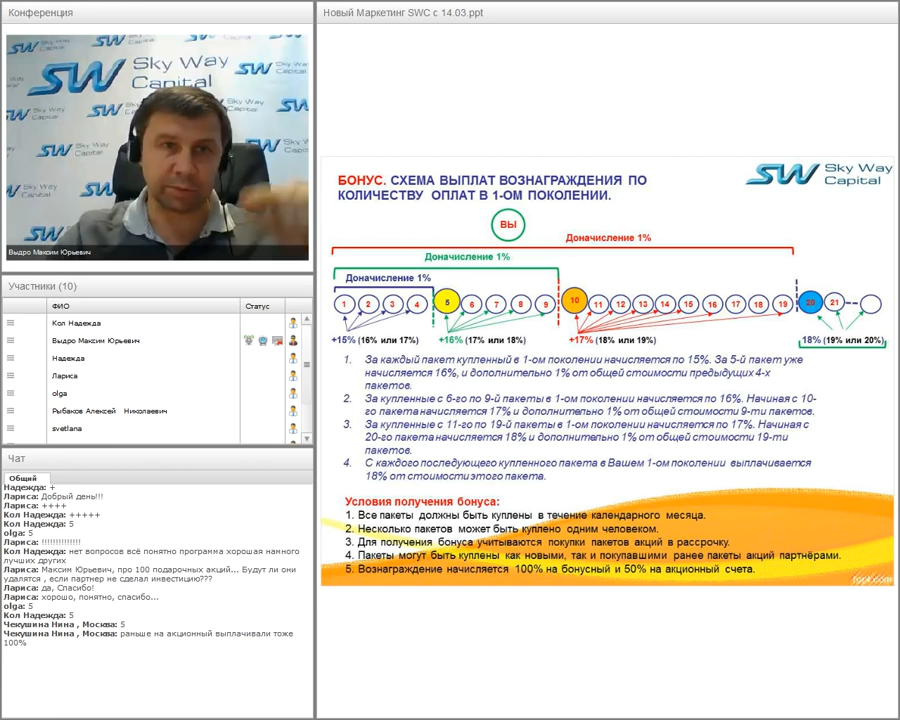 Конференция
Новый Маркетинг SWC с 14.03.ppt
SW Sky Way Capital
Выдро Максим Юрьевич
Участники (10)
ФИО
Статус
Кол Надежда
Выдро Максим Юрьевич
Надежда
Лариса
olga
Рыбаков Алексей Николаевич
svetlana
Чат
Общий
Надежда: +
Лариса: Добрый день!!!
Лариса: ++++
Кол Надежда: +++++
Кол Надежда: 5
olga: 5
Лариса: !!!!!!!!!!!!!!
Кол Надежда: нет вопросов всё понятно программа хорошая намного
лучших других
Лариса: Максим Юрьевич, про 100 подарочных акций... Будут ли они
удалятся , если партнер не сделал инвестицию???
Лариса: да, Спасибо!
Лариса: хорошо, понятно, спасибо...
olga: 5
Кол Надежда: 5
Чекушина Нина , Москва: 5
Чекушина Нина , Москва: раньше на акционный выплачивали тоже
100%
SW Sky Way
Capital
БОНУС. СХЕМА ВЫПЛАТ ВОЗНАГРАЖДЕНИЯ ПО
КОЛИЧЕСТВУ ОПЛАТ В 1-ОМ ПОКОЛЕНИИ.
ВЫ
Доначисление 1%
Доначисление 1%
Доначисление 1%
1 2 3 4 5 6 7 8 9 10 11 12 13 14 15 16 17 18 19 20 21
+15% (16% или 17%) +16% (17% или 18%) +17% (18% или 19%) 18% (19% или 20%)
1. За каждый пакет купленный в 1-ом поколении начисляется по 15%. За 5-й пакет уже
начисляется 16%, и дополнительно 1% от общей стоимости предыдущих 4-х
пакетов.
2. За купленные с 6-го по 9-й пакеты в 1-ом поколении начисляется по 16%. Начиная с 10-
го пакета начисляется 17% и дополнительно 1% от общей стоимости 9-ти пакетов.
3. За купленные с 11-го по 19-й пакеты в 1-ом поколении начисляется по 17%. Начиная с
20-го пакета начисляется 18% и дополнительно 1% от общей стоимости 19-ти
пакетов.
4. С каждого последующего купленного пакета в Вашем 1-ом поколении выплачивается
18% от стоимости этого пакета.
Условия получения бонуса:
1. Все пакеты должны быть куплены в течение календарного месяца.
2. Несколько пакетов может быть куплено одним человеком.
3. Для получения бонуса учитываются покупки пакетов акций в рассрочку.
4. Пакеты могут быть куплены как новыми, так и покупавшими ранее пакеты акций партнёрами.
5. Вознаграждение начисляется 100% на бонусный и 50% на акционный счета.